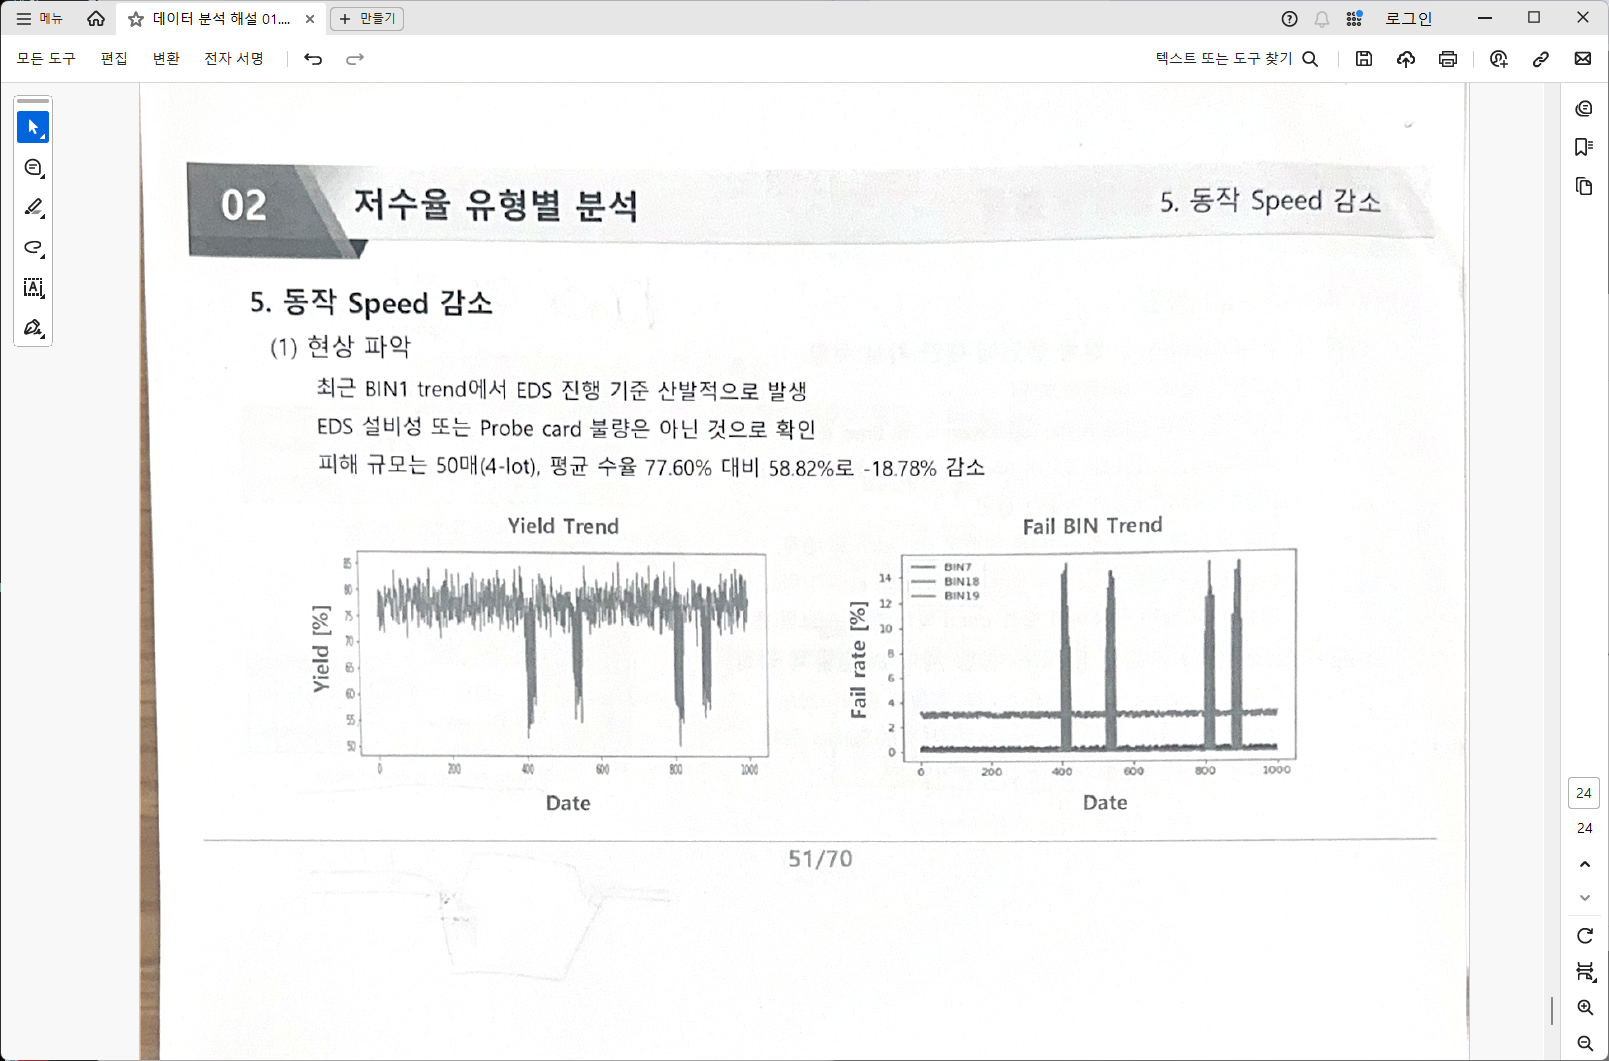 메뉴
데이터 분석 해설 01....
만들기
로그인
모든 도구
편집
변환
전자 서명
텍스트 또는 도구 찾기
02
저수율 유형별 분석
5. 동작 Speed 감소
5. 동작 Speed 감소
(1) 현상 파악
최근 BIN1 trend에서 EDS 진행 기준 산발적으로 발생
EDS 설비성 또는 Probe card 불량은 아닌 것으로 확인
피해 규모는 50매(4-lot), 평균 수율 77.60% 대비 58.82%로 -18.78% 감소
Yield Trend
Yield [%]
85
80
75
70
65
60
55
50
0 200 400 600 800 1000
Date
Fail BIN Trend
Fail rate [%]
BIN7
BIN18
BIN19
14
12
10
8
6
4
2
0
0 200 400 600 800 1000
Date
51/70
24
24